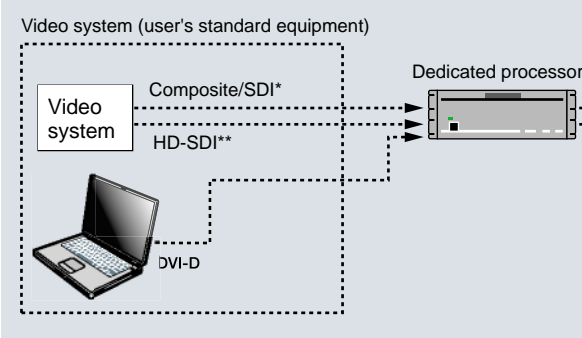 Video system (user's standard equipment)
Dedicated processor
Composite/SDI*
Video
system
HD-SDI**
DVI-D